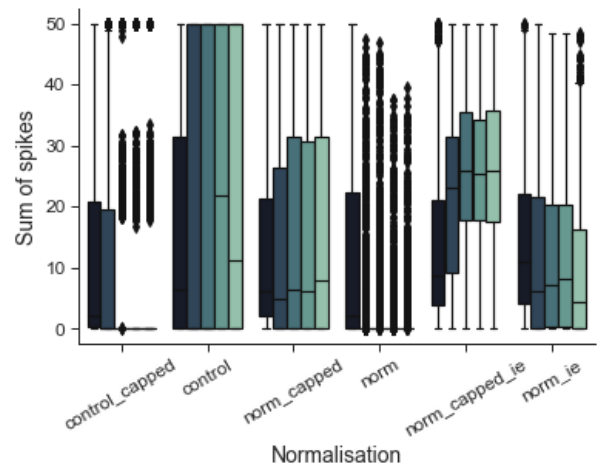 50
40
30
20
10
0
Sum of spikes
control_capped
control
norm_capped
norm
norm_capped_ie
norm_ie
Normalisation